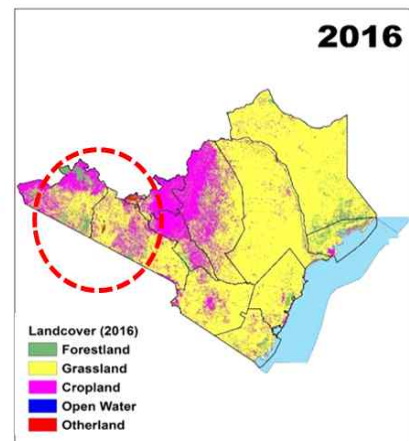 2016
Landcover (2016)
Forestland
Grassland
Cropland
Open Water
Otherland